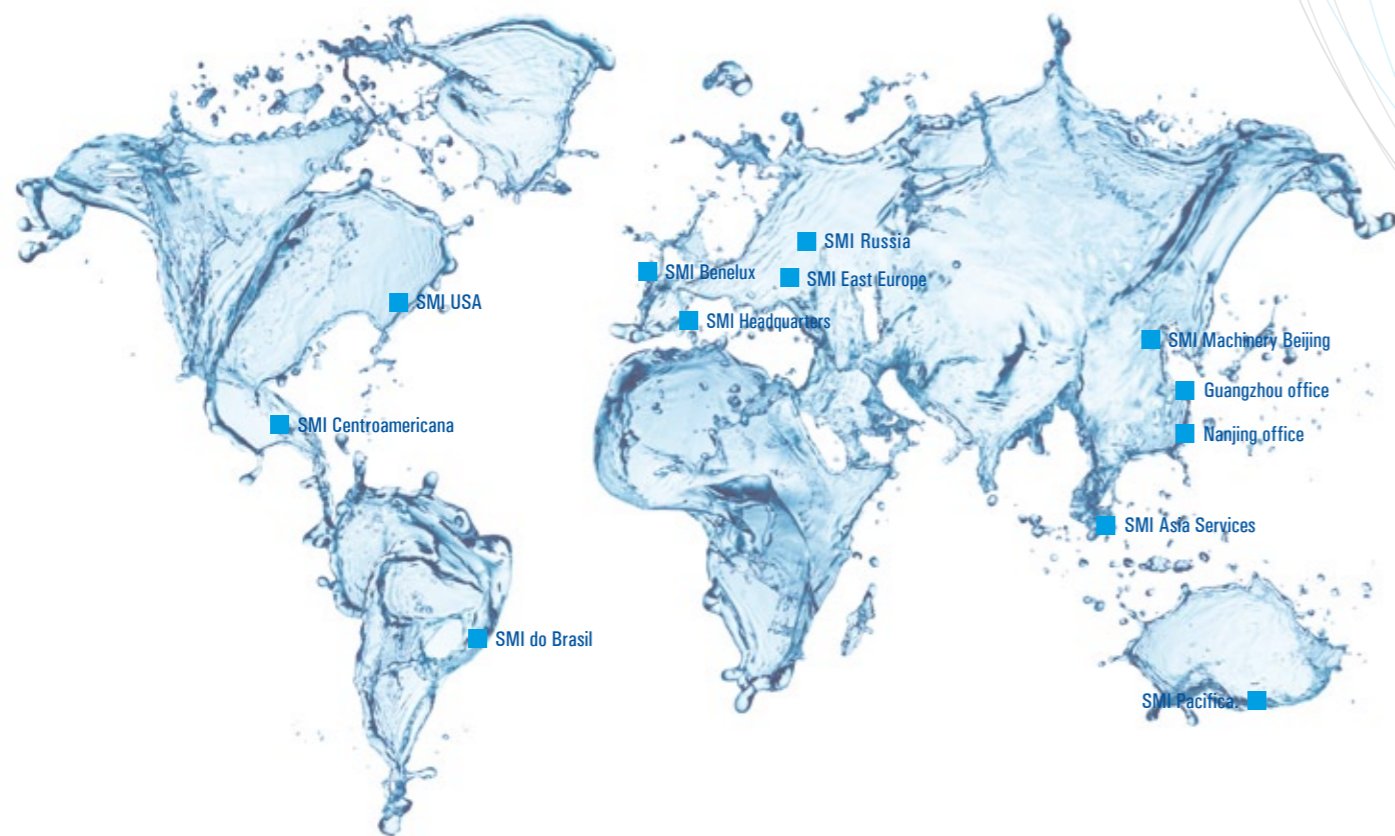 SMI Russia
SMI Benelux
SMI East Europe
SMI USA
SMI Headquarters
SMI Machinery Beijing
Guangzhou office
SMI Centroamericana
Nanjing office
SMI Asia Services
SMI do Brasil
SMI Pacifica